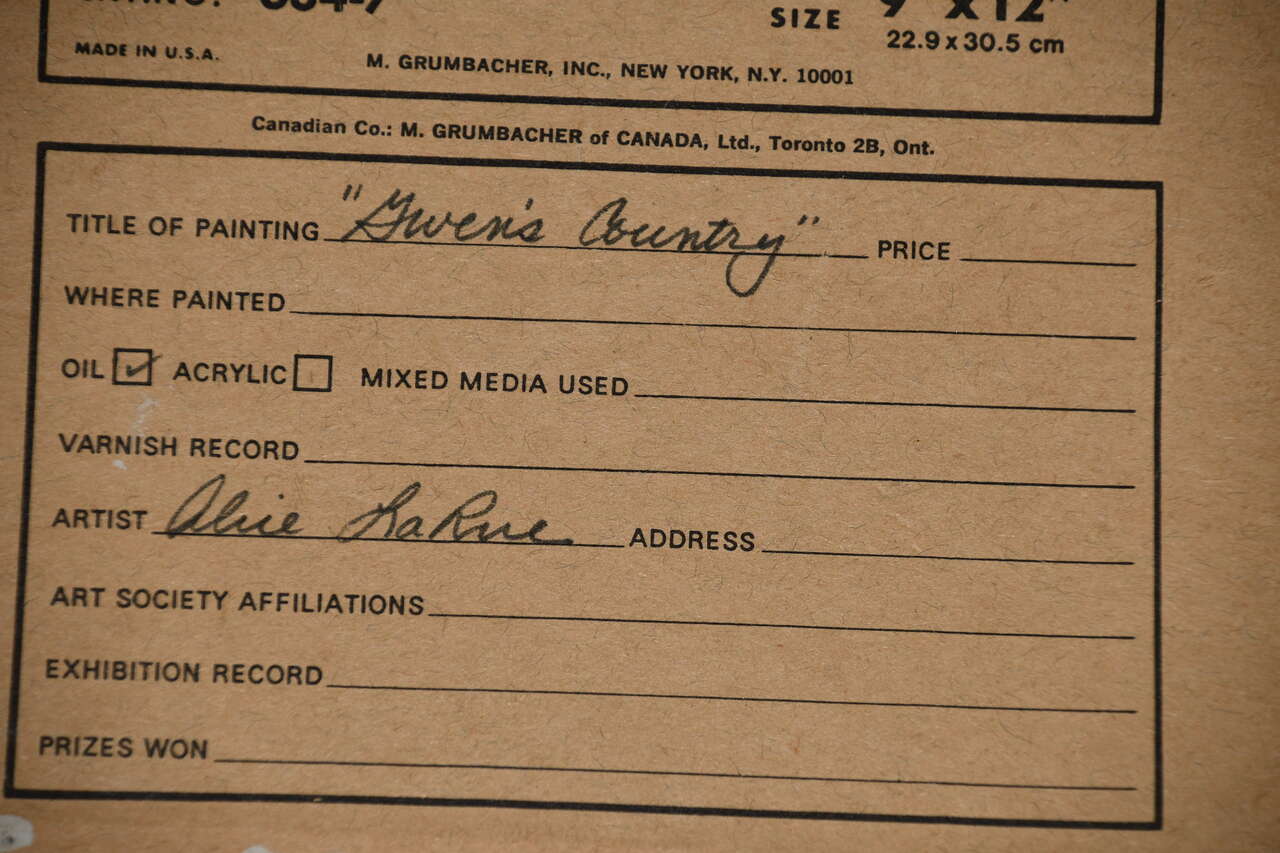 SIZE 9" x 12"
22.9 x 30.5 cm
MADE IN U.S.A. M. GRUMBACHER, INC., NEW YORK, N.Y. 10001
Canadian Co.: M. GRUMBACHER of CANADA, Ltd., Toronto 2B, Ont.
TITLE OF PAINTING "Gwen's Country" PRICE
WHERE PAINTED
OIL ✓ ACRYLIC MIXED MEDIA USED
VARNISH RECORD
ARTIST Alice LaRue ADDRESS
ART SOCIETY AFFILIATIONS
EXHIBITION RECORD
PRIZES WON